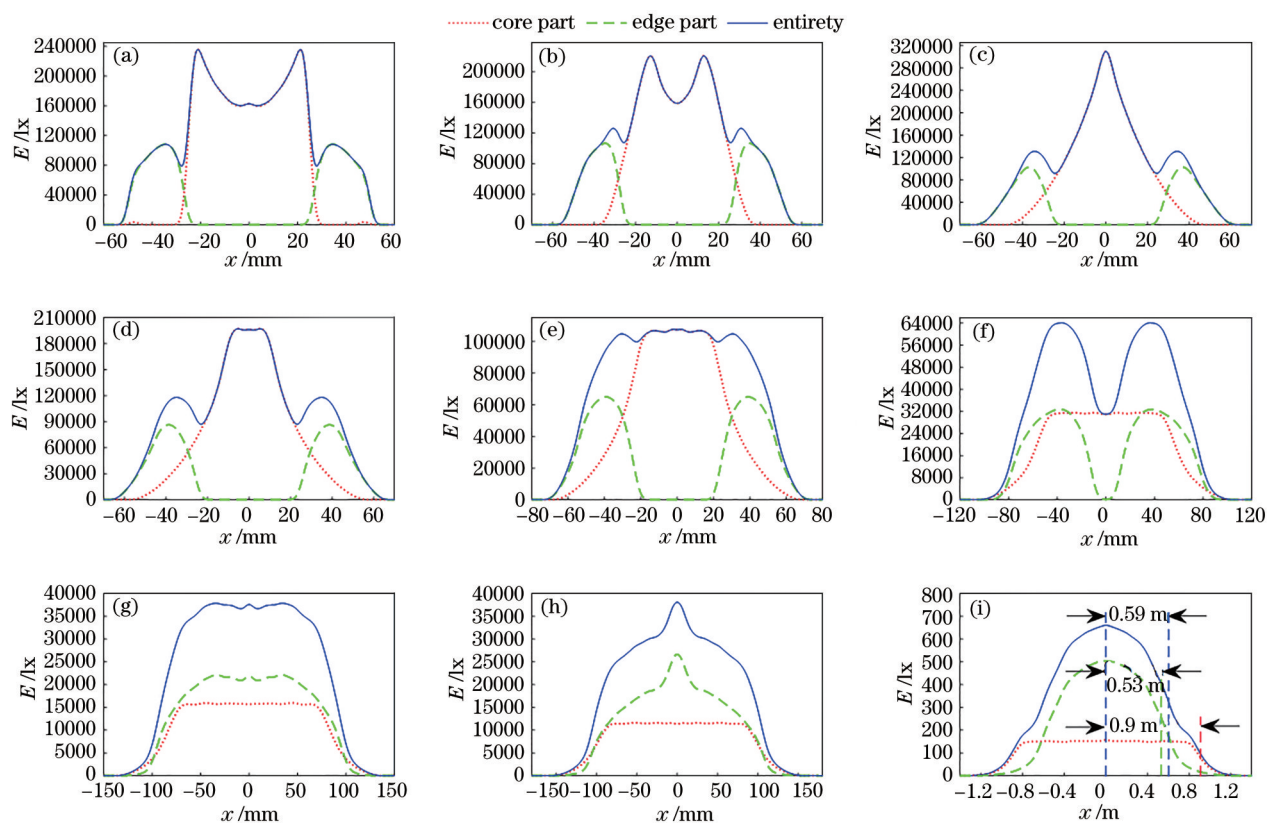 core part edge part entirety
(a)
240000
200000
160000
120000
80000
40000
0
E /lx
−60 −40 −20 0 20 40 60
x /mm
(b)
200000
160000
120000
80000
40000
0
E /lx
−60 −40 −20 0 20 40 60
x /mm
(c)
320000
280000
240000
200000
160000
120000
80000
40000
0
E /lx
−60 −40 −20 0 20 40 60
x /mm
(d)
210000
180000
150000
120000
90000
60000
30000
0
E /lx
−60 −40 −20 0 20 40 60
x /mm
(e)
100000
80000
60000
40000
20000
0
E /lx
−80 −60 −40 −20 0 20 40 60 80
x /mm
(f)
64000
56000
48000
40000
32000
24000
16000
8000
0
E /lx
−120 −80 −40 0 40 80 120
x /mm
(g)
40000
35000
30000
25000
20000
15000
10000
5000
0
E /lx
−150 −100 −50 0 50 100 150
x /mm
(h)
40000
35000
30000
25000
20000
15000
10000
5000
0
E /lx
−150 −100 −50 0 50 100 150
x /mm
(i)
800
700
600
500
400
300
200
100
0
E /lx
0.59 m
0.53 m
0.9 m
−1.2 −0.8 −0.4 0 0.4 0.8 1.2
x /m